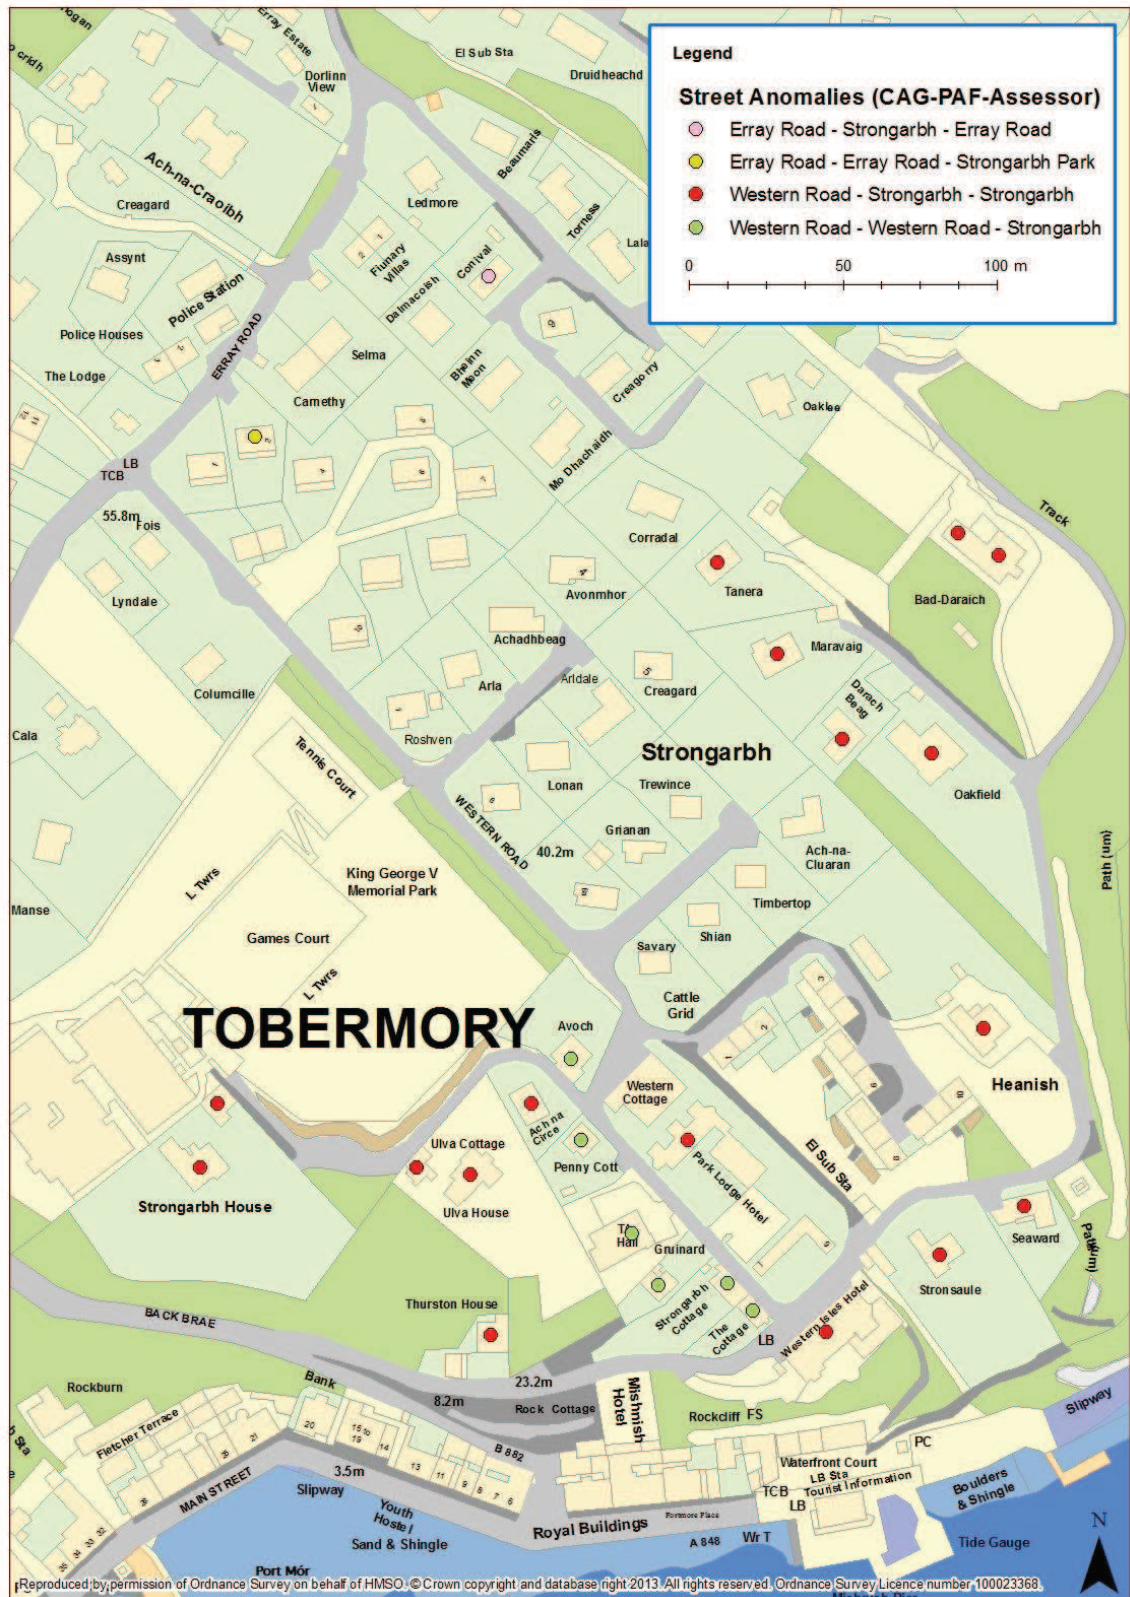 Erray Estate
Dorlinn
View
El Sub Sta
Druidheachd
Legend
Street Anomalies (CAG-PAF-Assessor)
Erray Road - Strongarbh - Erray Road
Erray Road - Erray Road - Strongarbh Park
Western Road - Strongarbh - Strongarbh
Western Road - Western Road - Strongarbh
0 50 100 m
Ach-na-Craoibh
Creagard
Assynt
Police Station
Police Houses
The Lodge
ERRAY ROAD
Ledmore
Beaumaris
Torness
Flunary
Villas
Conival
Dalmacoish
Selma
Carnethy
Bheinn
Meon
Creagorry
Oaklee
Mo Dhachaidh
LB
TCB
55.8m
Fois
Lyndale
Columcille
Cala
Manse
Track
Corradal
Tanera
Bad-Daraich
Avonmhor
Achadhbeag
Arla
Aridale
Creagard
Maravaig
Darach
Beag
Roshven
Strongarbh
Oakfield
Tennis Court
Lonan
Trewince
WESTERN ROAD
40.2m
Grianan
Ach-na-
Cluaran
Timbertop
Path (um)
L Twrs
King George V
Memorial Park
Games Court
L Twrs
Savary
Shian
Cattle
Grid
TOBERMORY
Avoch
Western
Cottage
Heanish
Ach na
Circe
Ulva Cottage
Penny Cott
Park Lodge Hotel
El Sub Sta
Strongarbh House
Ulva House
Hall
Gruinard
Seaward
Path (um)
Stronsaule
Strongarbh
Cottage
The
Cottage
LB
Western Isles Hotel
BACK BRAE
Thurston House
23.2m
8.2m
Bank
Rock Cottage
Mishnish
Hotel
Rockburn
Fletcher Terrace
Rockcliff FS
Slipway
PC
B 882
Waterfront Court
LB Sta
Tourist Information
TCB
LB
Boulders
& Shingle
MAIN STREET
3.5m
Slipway
Youth
Hostel
Sand & Shingle
Royal Buildings
Portmore Place
A 848
Wr T
Tide Gauge
N
Port Mór
Reproduced by permission of Ordnance Survey on behalf of HMSO. © Crown copyright and database right 2013. All rights reserved. Ordnance Survey Licence number 100023368.